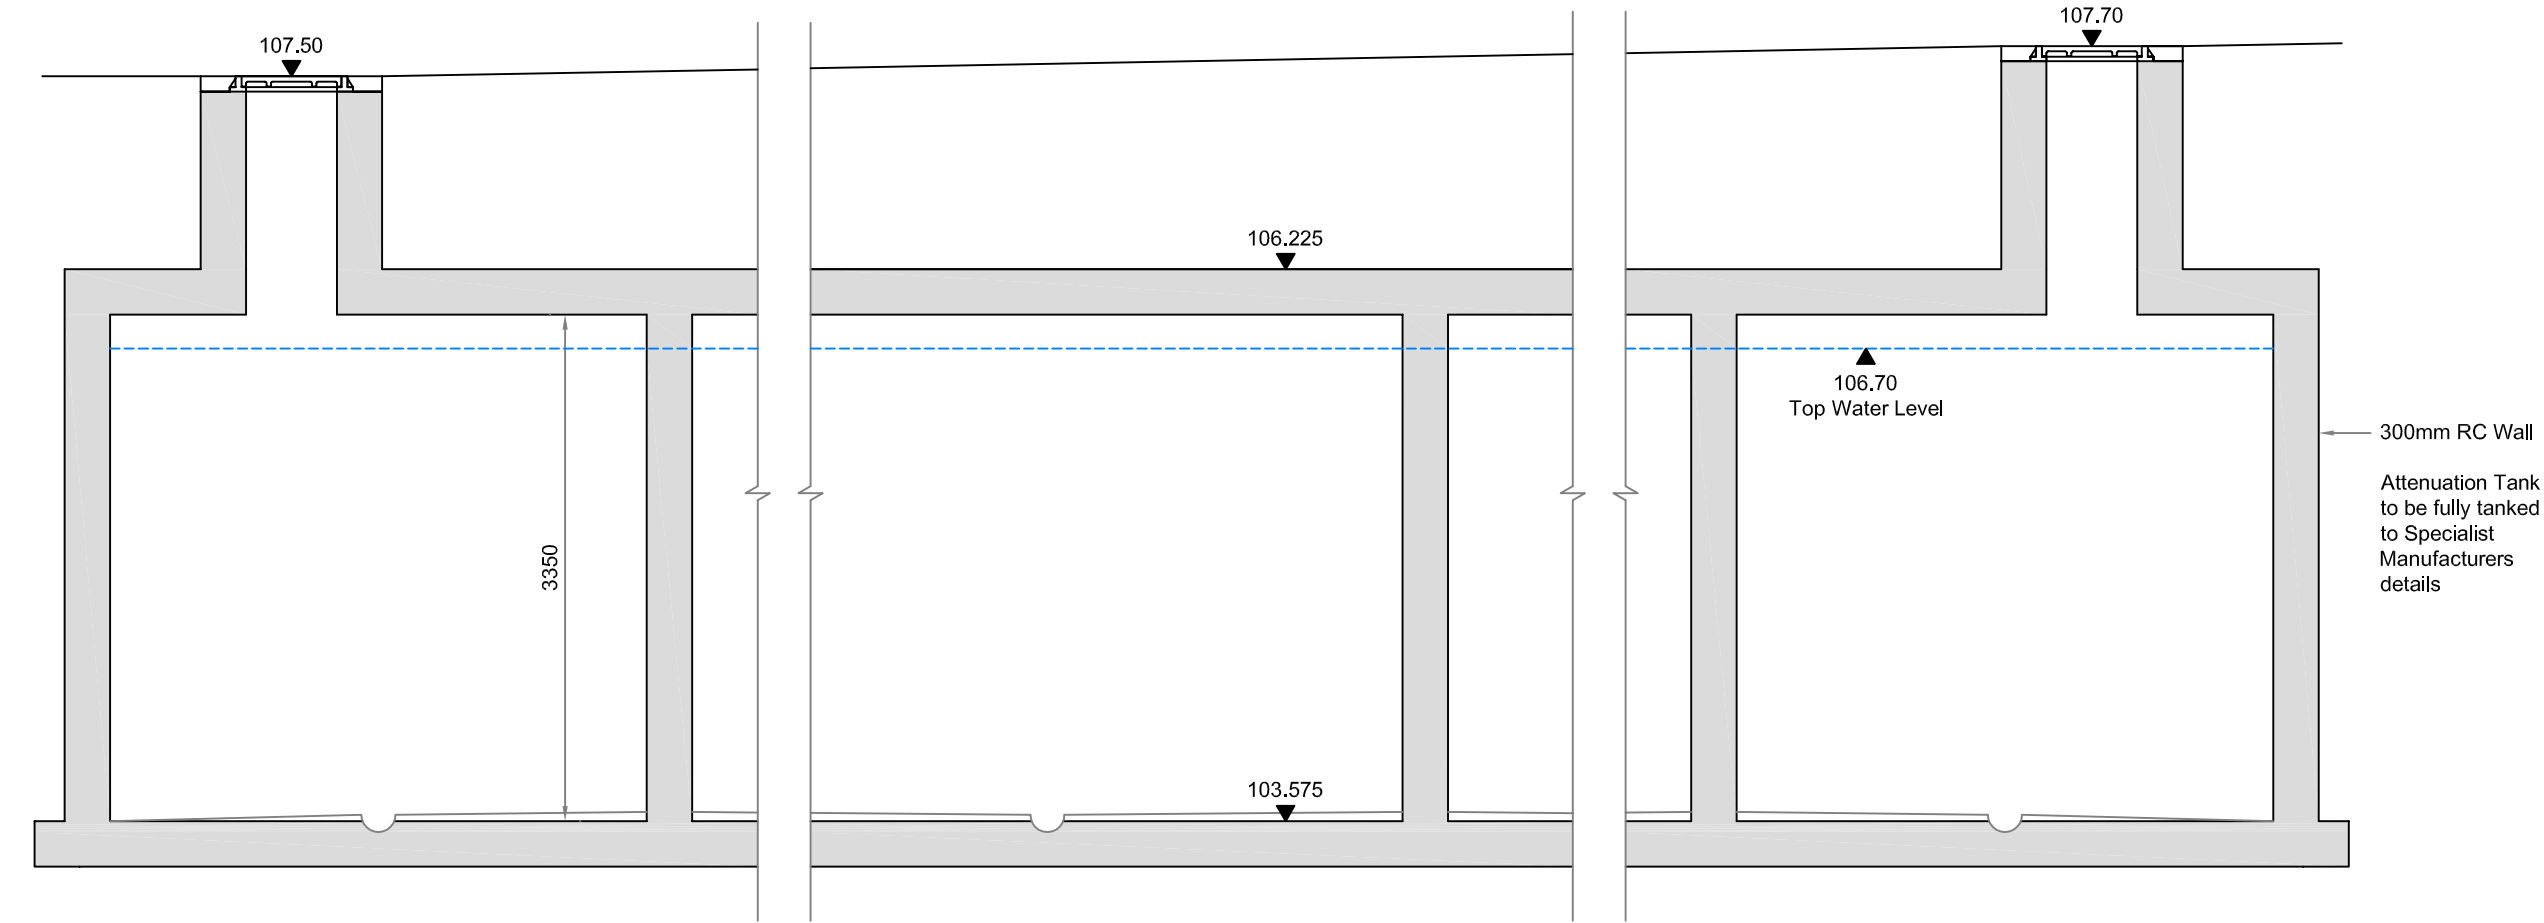 107.70
107.50
106.225
106.70
Top Water Level
300mm RC Wall
Attenuation Tank
to be fully tanked
to Specialist
Manufacturers
details
3350
103.575